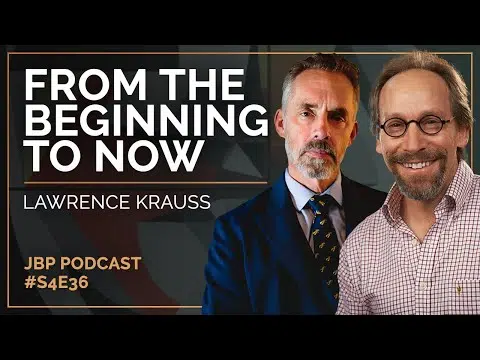 FROM THE
BEGINNING
TO NOW
LAWRENCE KRAUSS
JBP PODCAST
#S4E36